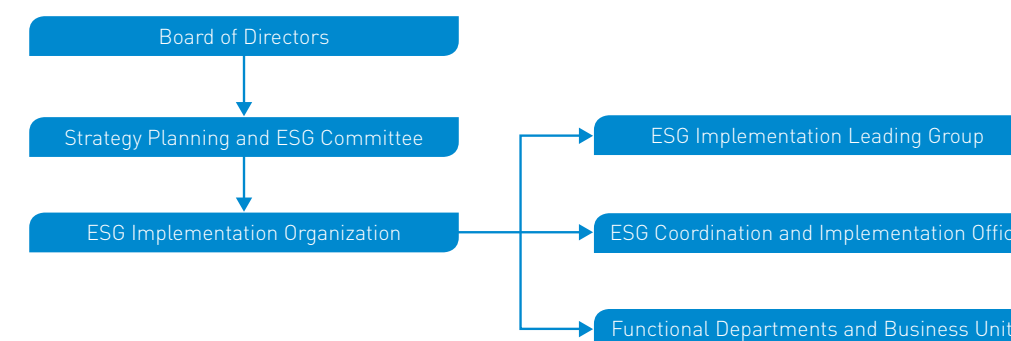 Board of Directors
Strategy Planning and ESG Committee
ESG Implementation Organization
ESG Implementation Leading Group
ESG Coordination and Implementation Offic
Functional Departments and Business Unit